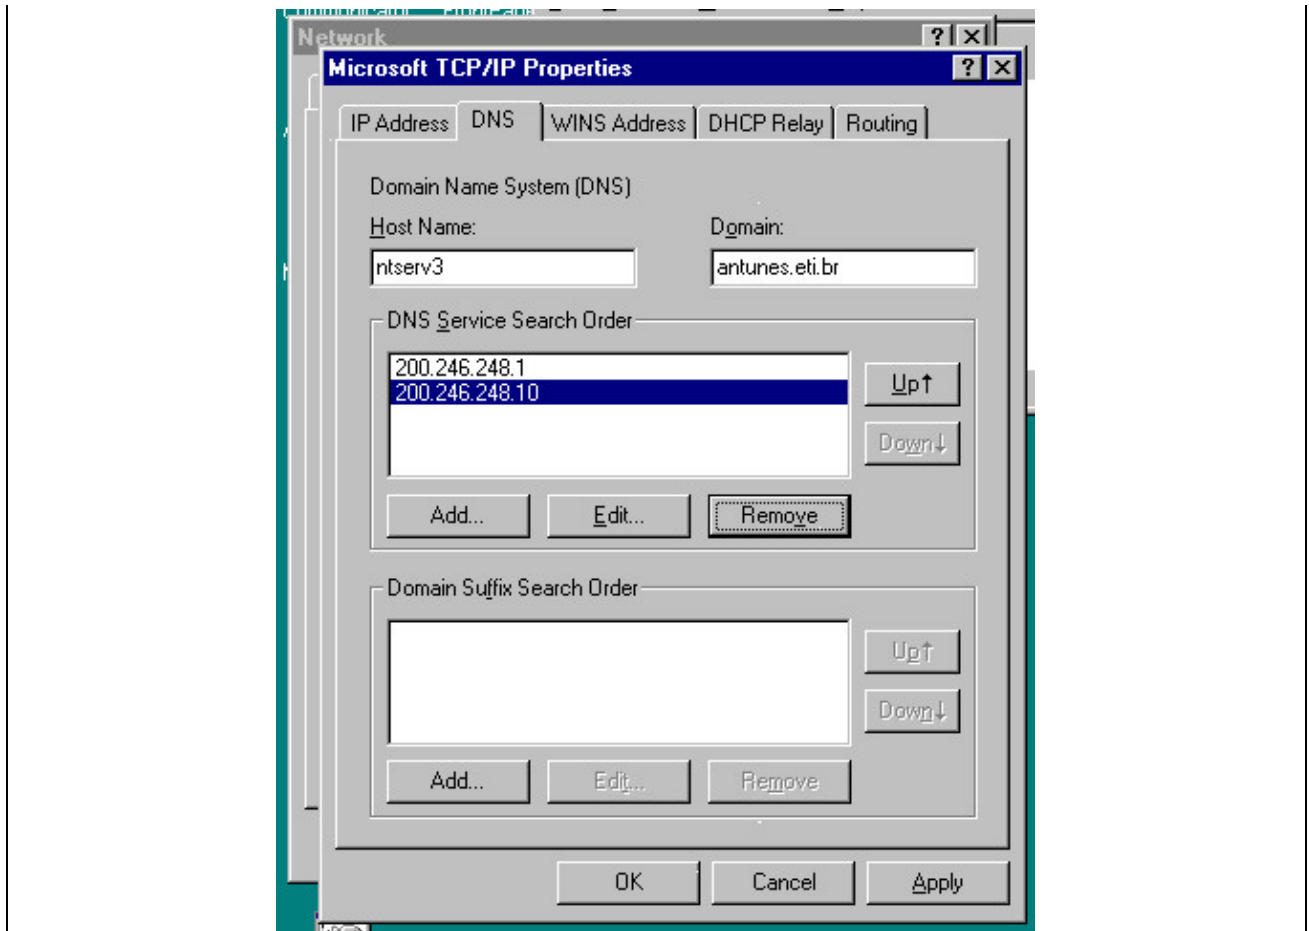 Network
Microsoft TCP/IP Properties
IP Address DNS WINS Address DHCP Relay Routing
Domain Name System (DNS)
Host Name: Domain:
ntserv3 antunes.eti.br
DNS Service Search Order
200.246.248.1
200.246.248.10
Up↑
Down↓
Add... Edit... Remove
Domain Suffix Search Order
Up↑
Down↓
Add... Edit... Remove
OK Cancel Apply